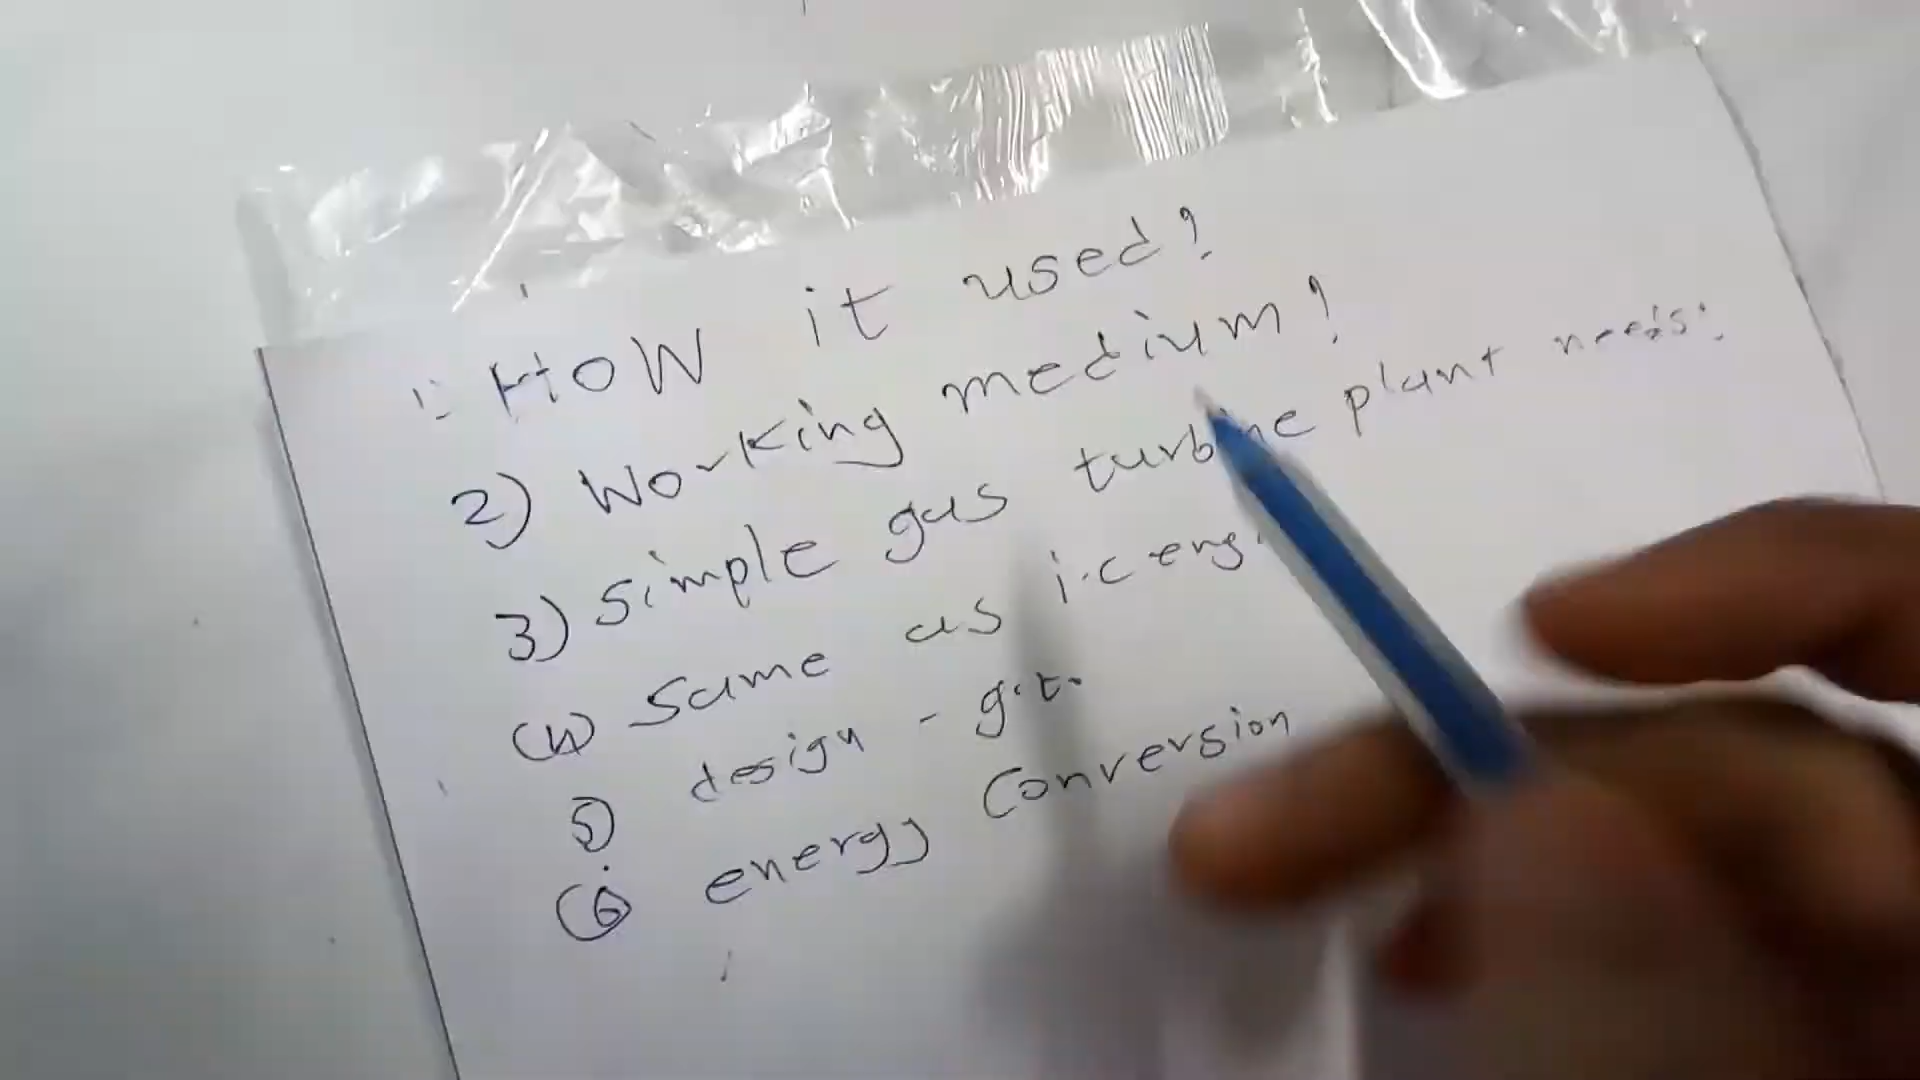 1) HOW it used?
2) Working medium?
3) Simple gas turbine plant needs?
(4) same as i.c eng
5) design - g.t.
(6) energy conversion